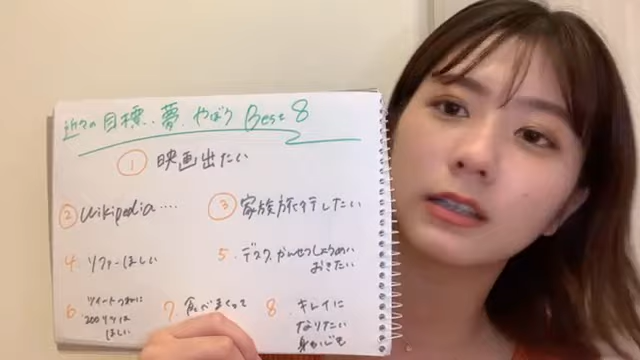 近々の目標、夢、やぼう Best 8
① 映画出たい
② Wikipedia‥‥
③ 家族旅行したい
4. ソファーほしい
5. デスクかんせつしょうめい
おきたい
6 ツイートつねに
200リツは
ほしい
7. 食べまくって
8 キレイに
なりたい
身も心も